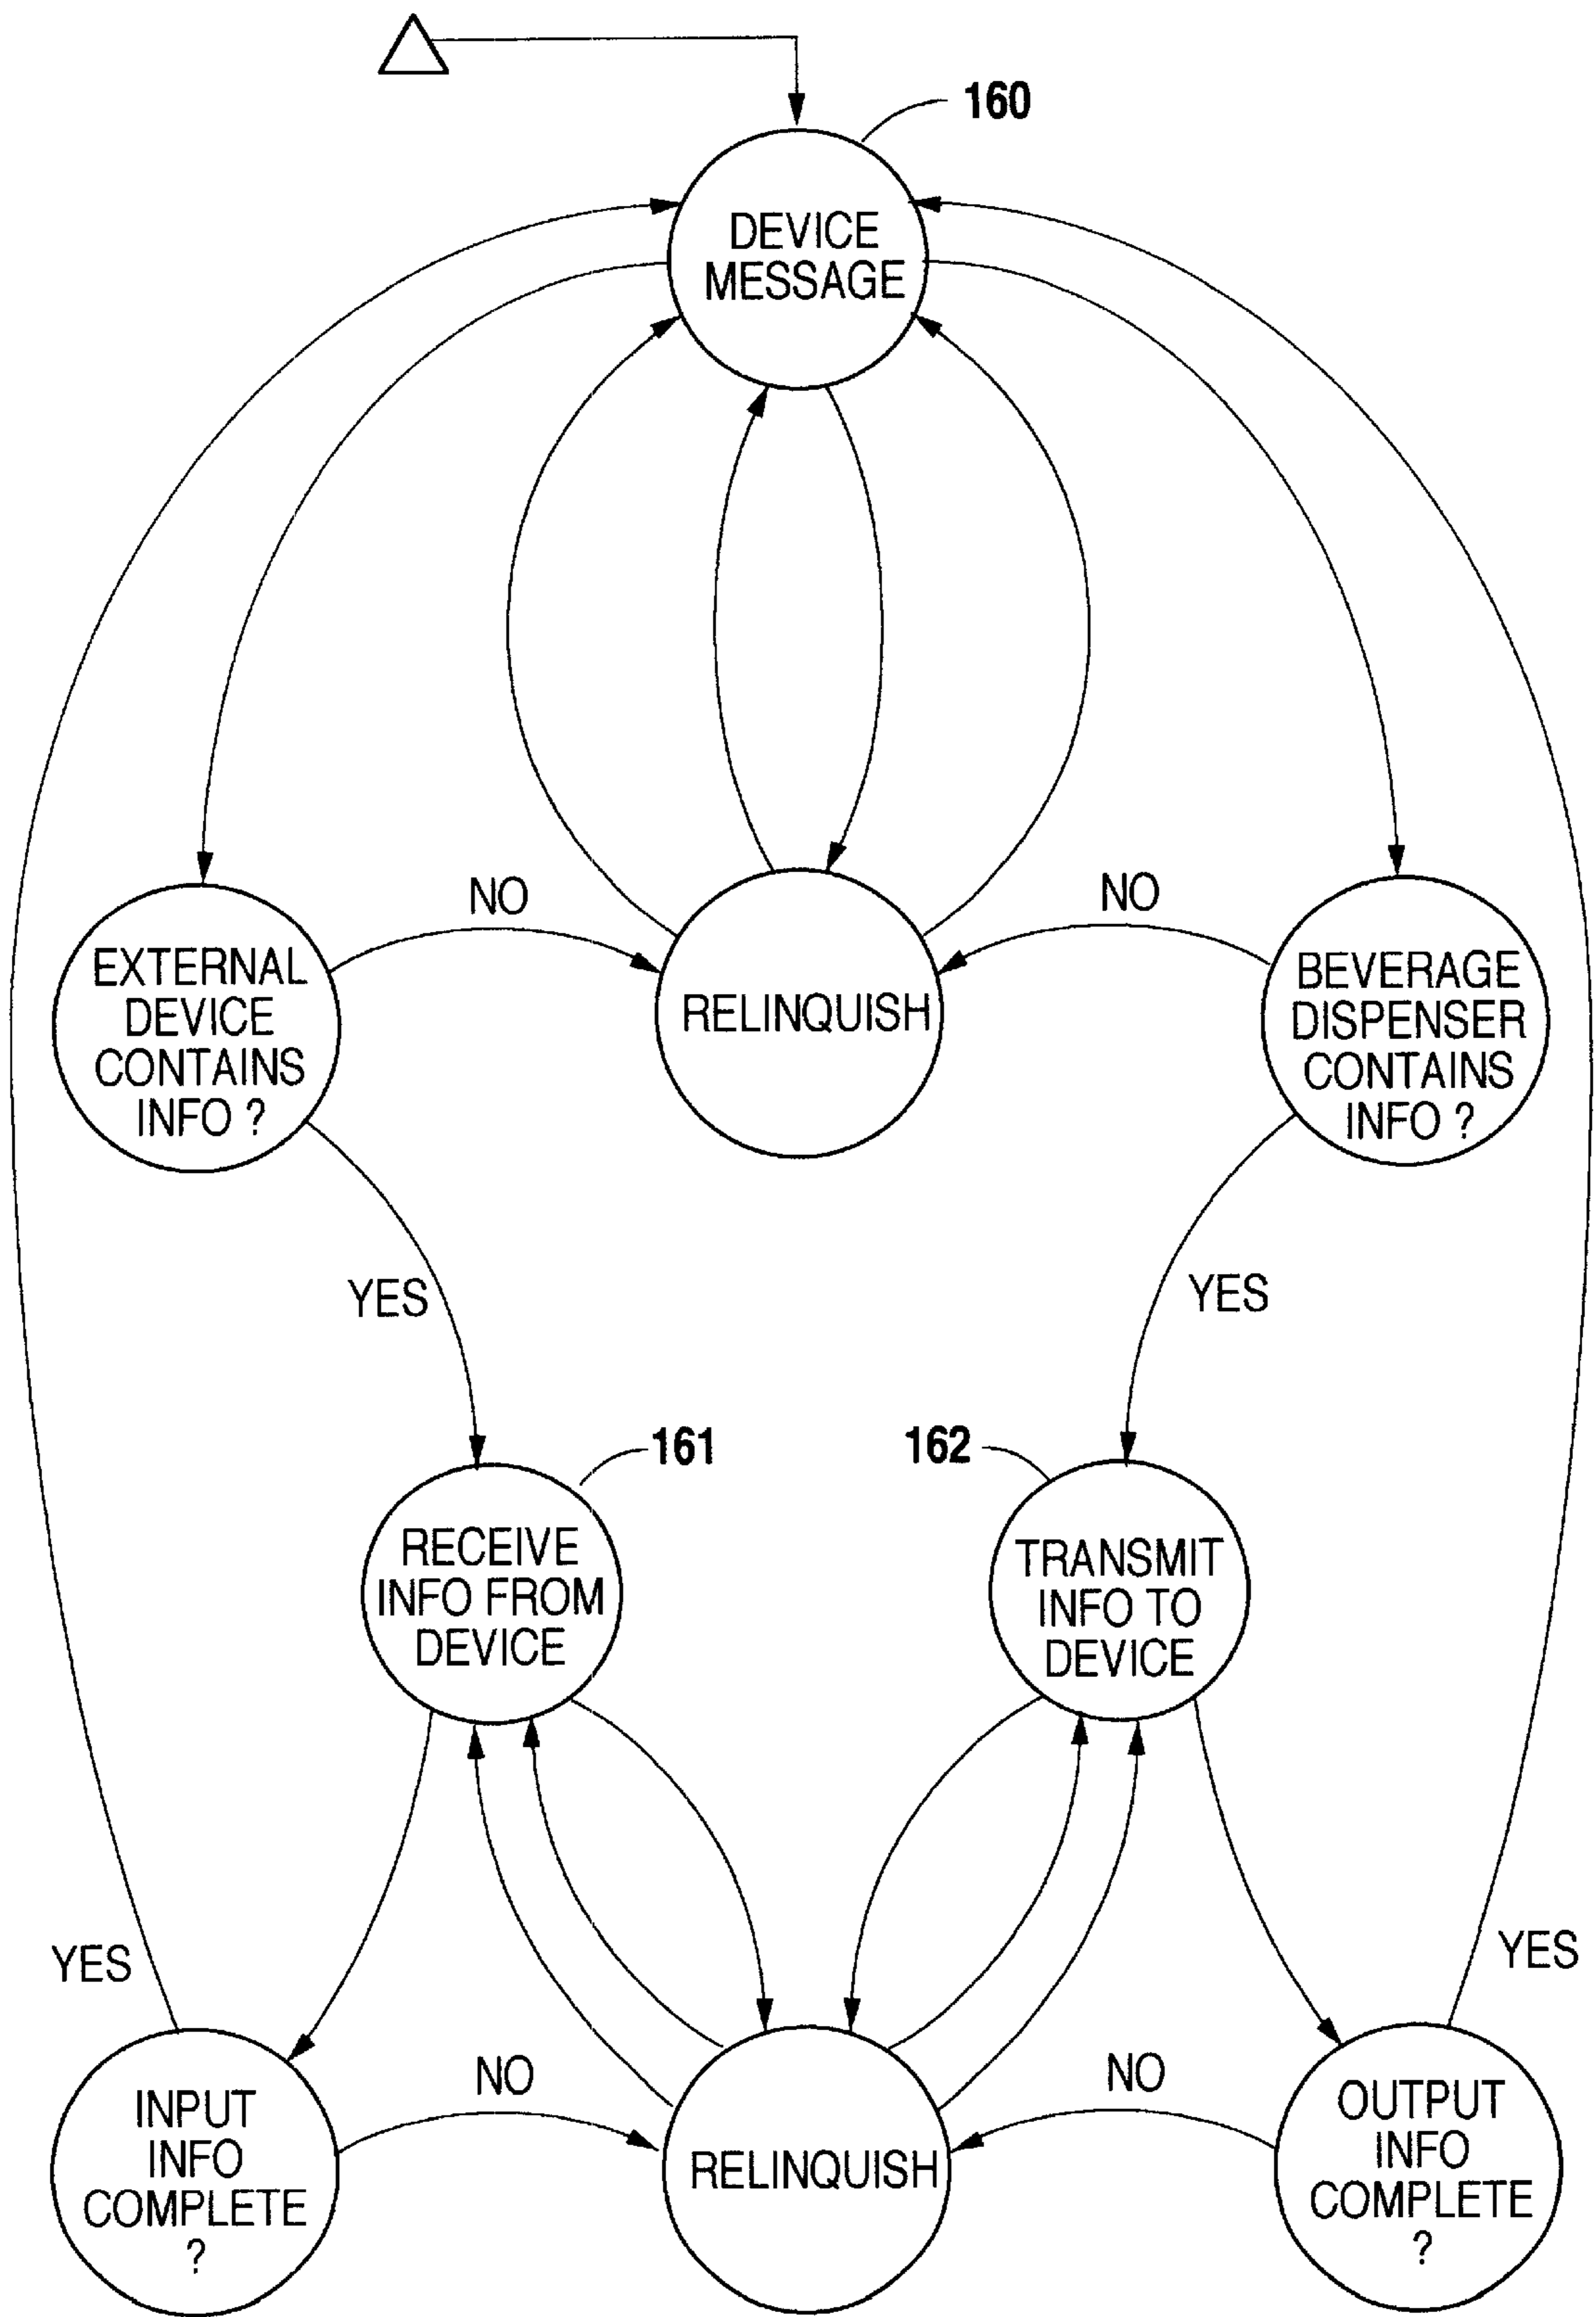 160
DEVICE
MESSAGE
NO
NO
EXTERNAL
DEVICE
CONTAINS
INFO ?
RELINQUISH
BEVERAGE
DISPENSER
CONTAINS
INFO ?
YES
YES
161
162
RECEIVE
INFO FROM
DEVICE
TRANSMIT
INFO TO
DEVICE
YES
YES
NO
NO
INPUT
INFO
COMPLETE
?
RELINQUISH
OUTPUT
INFO
COMPLETE
?